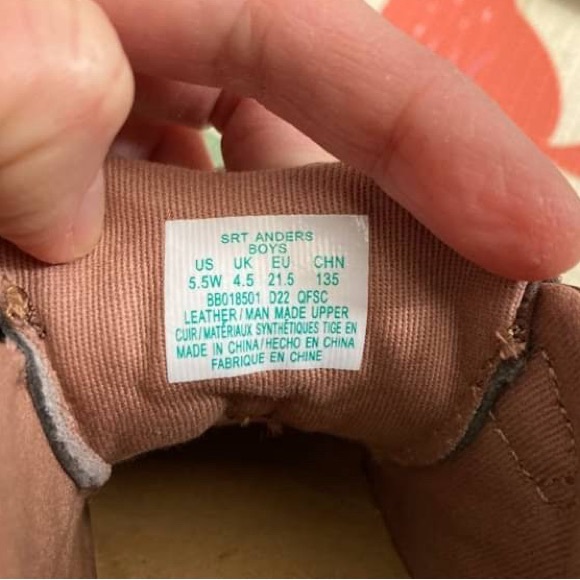 SRT ANDERS
BOYS
US UK EU CHN
5.5W 4.5 21.5 135
BB018501 D22 QFSC
LEATHER/MAN MADE UPPER
CUIR/MATÉRIAUX SYNTHÉTIQUES TIGE EN
MADE IN CHINA/HECHO EN CHINA
FABRIQUE EN CHINE